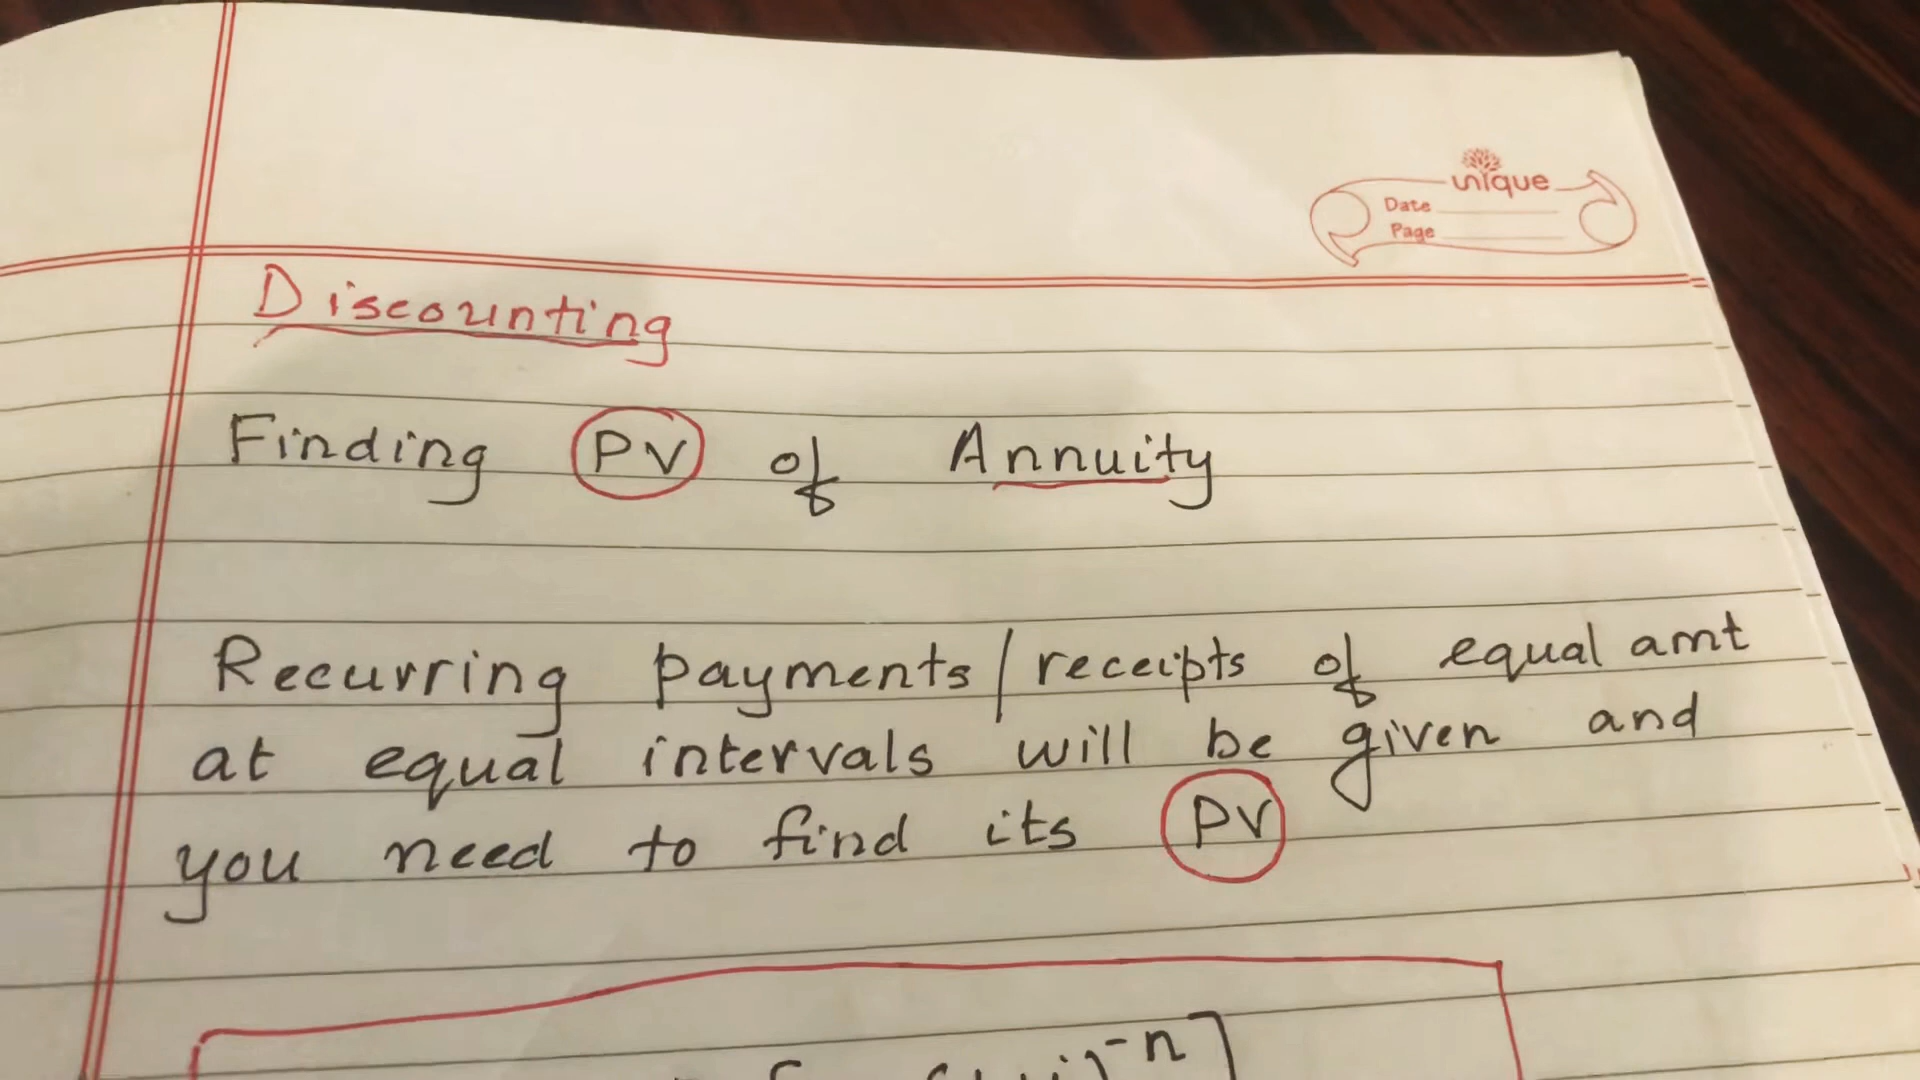 unique
Date
Page
Discounting
Finding PV of Annuity
Recurring payments/receipts of equal amt
at equal intervals will be given and
you need to find its PV